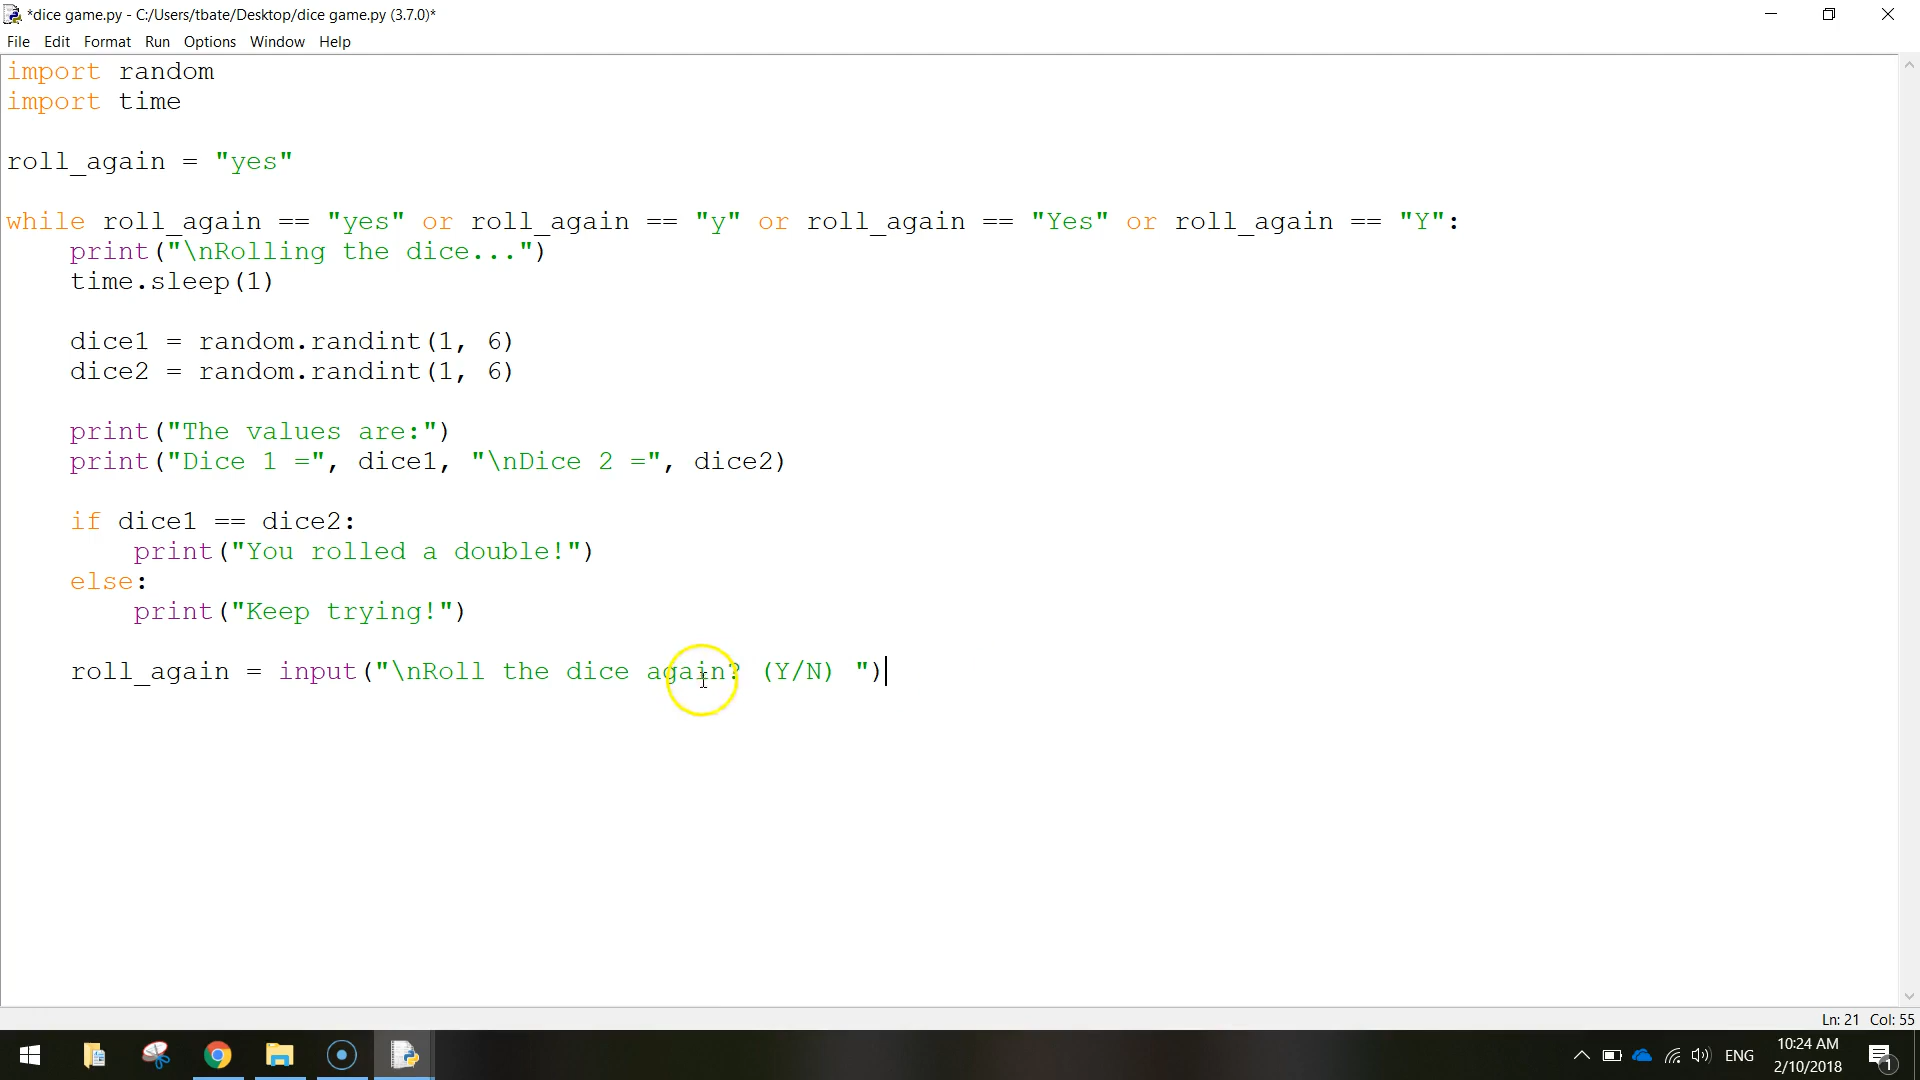 *dice game.py - C:/Users/tbate/Desktop/dice game.py (3.7.0)*
File Edit Format Run Options Window Help
import random
import time
roll_again = "yes"
while roll_again == "yes" or roll_again == "y" or roll_again == "Yes" or roll_again == "Y":
    print("\nRolling the dice...")
    time.sleep(1)
    dice1 = random.randint(1, 6)
    dice2 = random.randint(1, 6)
    print("The values are:")
    print("Dice 1 =", dice1, "\nDice 2 =", dice2)
    if dice1 == dice2:
        print("You rolled a double!")
    else:
        print("Keep trying!")
    roll_again = input("\nRoll the dice again? (Y/N) ")
Ln: 21 Col: 55
ENG
10:24 AM
2/10/2018
1